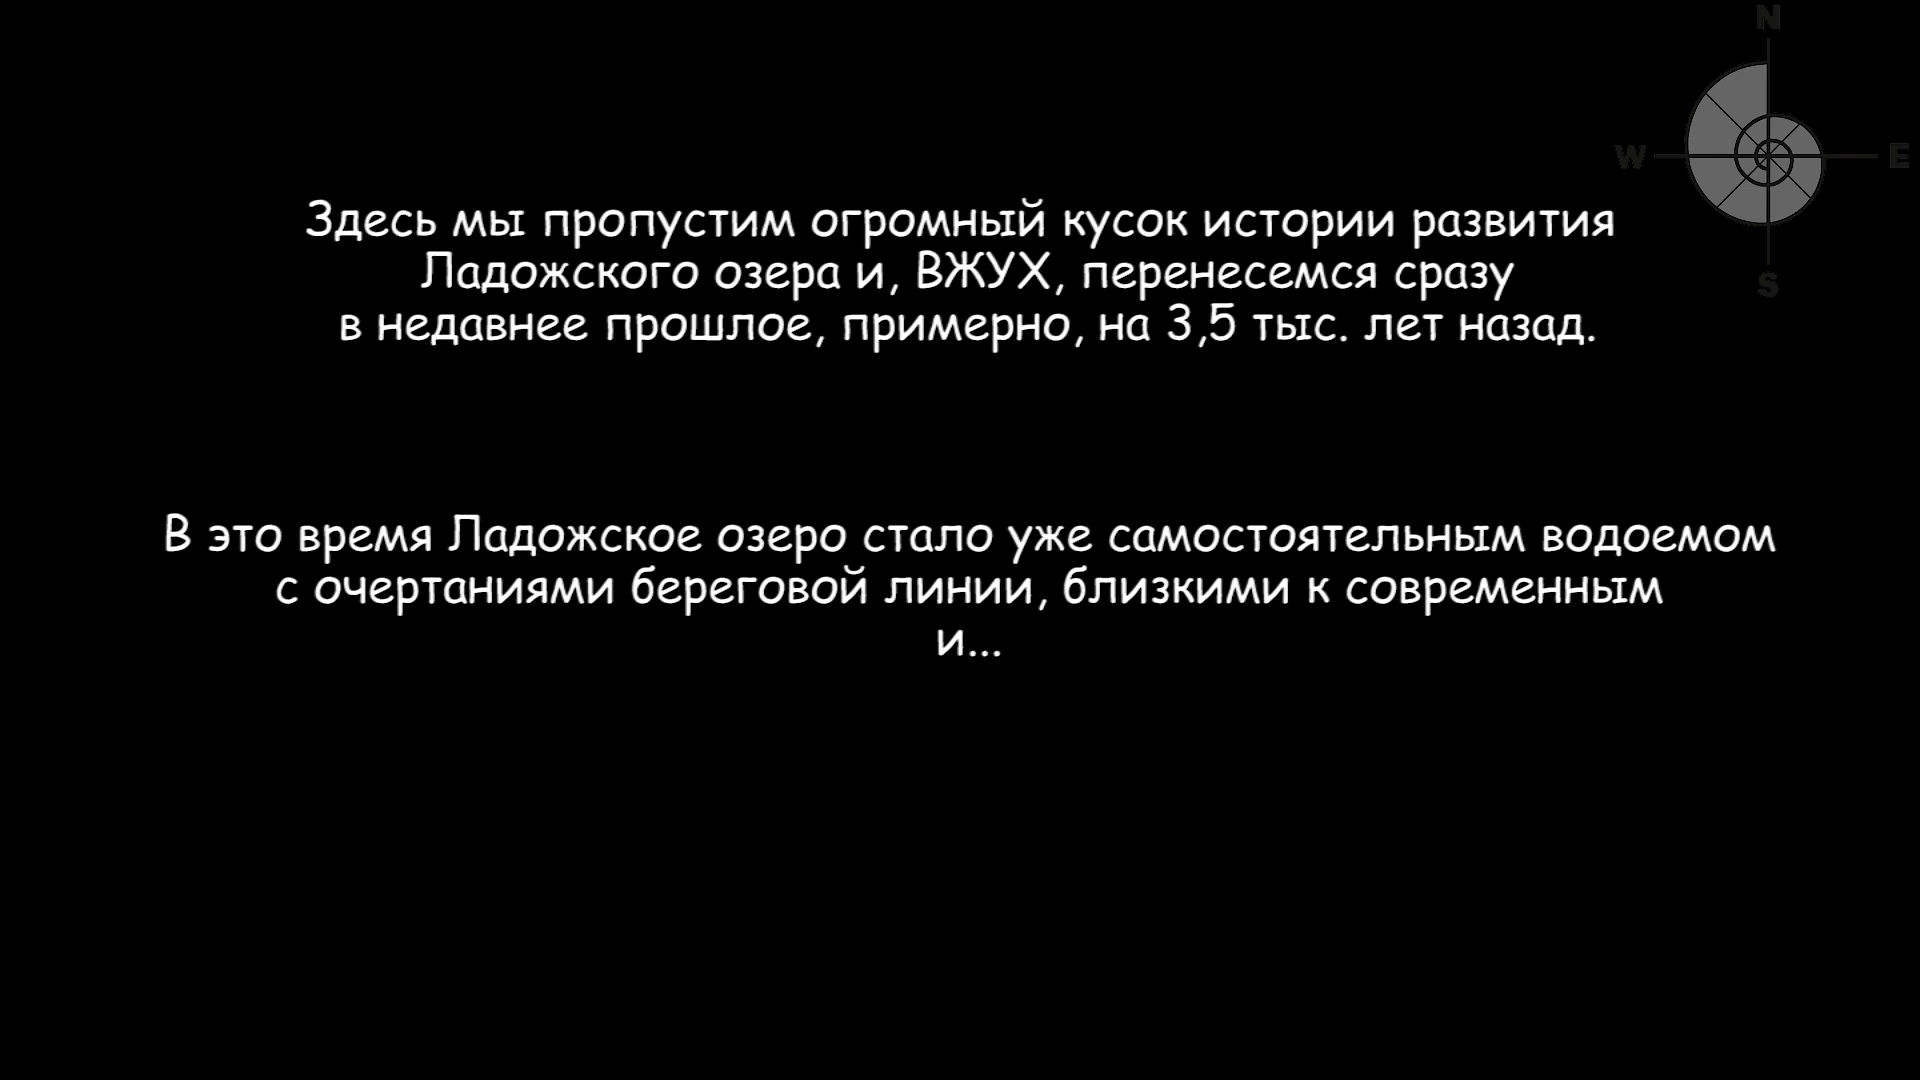 N
W E
S
Здесь мы пропустим огромный кусок истории развития
Ладожского озера и, ВЖУХ, перенесемся сразу
в недавнее прошлое, примерно, на 3,5 тыс. лет назад.
В это время Ладожское озеро стало уже самостоятельным водоемом
с очертаниями береговой линии, близкими к современным
и...